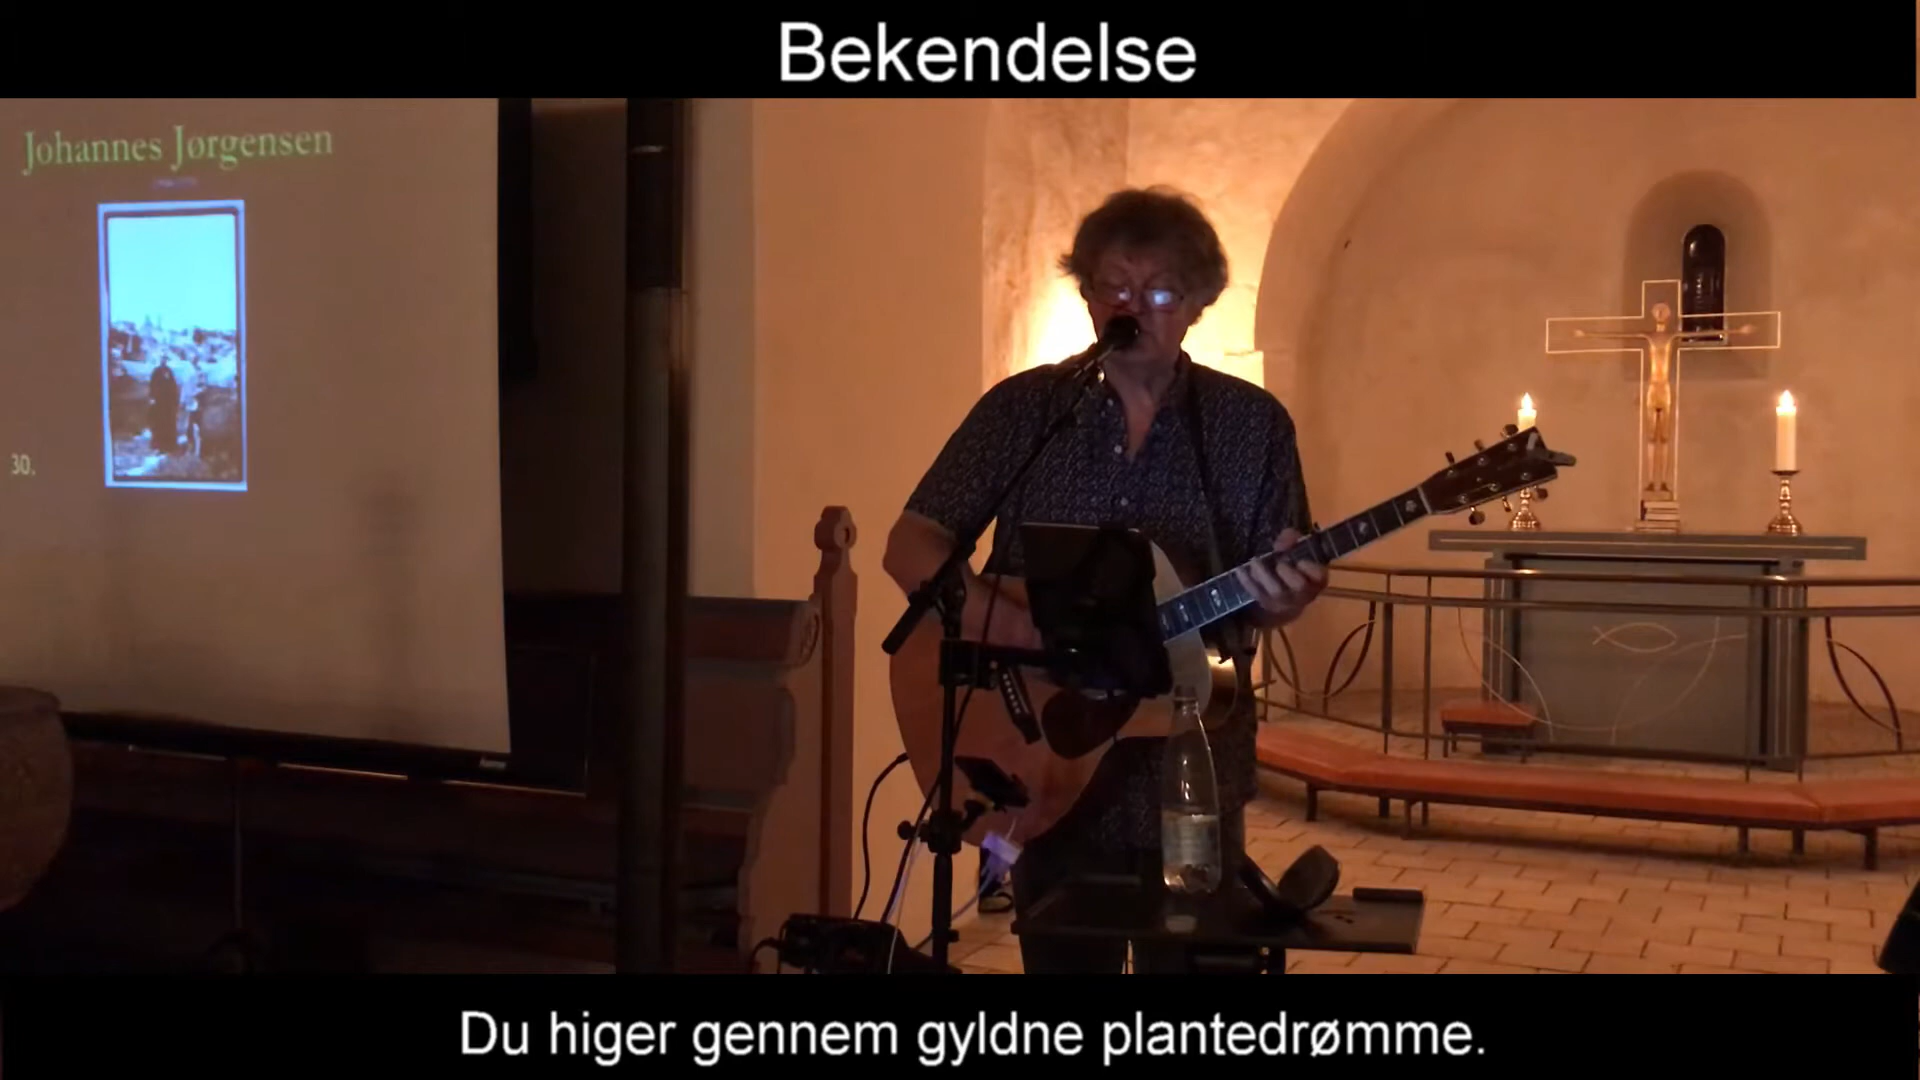 Bekendelse
Johannes Jørgensen
30.
Du higer gennem gyldne plantedrømme.